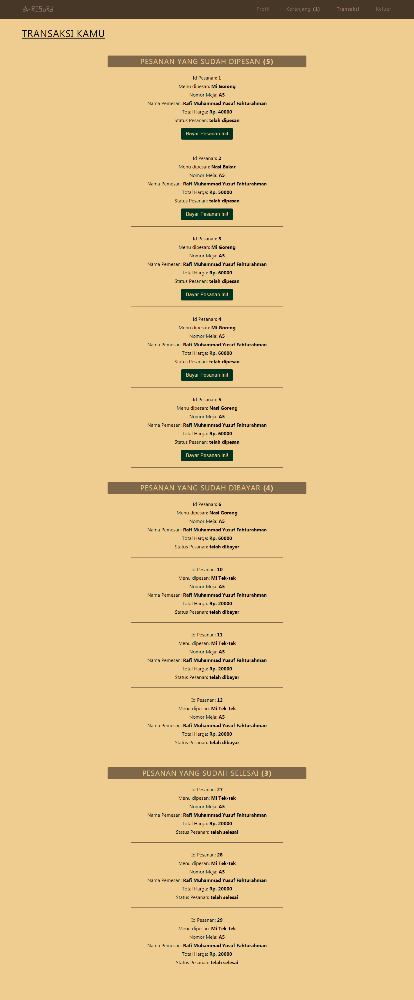 A-RESORD
Profil Keranjang (1) Transaksi Keluar
TRANSAKSI KAMU
PESANAN YANG SUDAH DIPESAN (5)
Id Pesanan: 1
Menu dipesan: Mi Goreng
Nomor Meja: A5
Nama Pemesan: Rafi Muhammad Yusuf Fahturahman
Total Harga: Rp. 40000
Status Pesanan: telah dipesan
Bayar Pesanan Ini!
Id Pesanan: 2
Menu dipesan: Nasi Bakar
Nomor Meja: A5
Nama Pemesan: Rafi Muhammad Yusuf Fahturahman
Total Harga: Rp. 50000
Status Pesanan: telah dipesan
Bayar Pesanan Ini!
Id Pesanan: 3
Menu dipesan: Mi Goreng
Nomor Meja: A5
Nama Pemesan: Rafi Muhammad Yusuf Fahturahman
Total Harga: Rp. 60000
Status Pesanan: telah dipesan
Bayar Pesanan Ini!
Id Pesanan: 4
Menu dipesan: Mi Goreng
Nomor Meja: A5
Nama Pemesan: Rafi Muhammad Yusuf Fahturahman
Total Harga: Rp. 60000
Status Pesanan: telah dipesan
Bayar Pesanan Ini!
Id Pesanan: 5
Menu dipesan: Nasi Goreng
Nomor Meja: A5
Nama Pemesan: Rafi Muhammad Yusuf Fahturahman
Total Harga: Rp. 60000
Status Pesanan: telah dipesan
Bayar Pesanan Ini!
PESANAN YANG SUDAH DIBAYAR (4)
Id Pesanan: 6
Menu dipesan: Nasi Goreng
Nomor Meja: A5
Nama Pemesan: Rafi Muhammad Yusuf Fahturahman
Total Harga: Rp. 60000
Status Pesanan: telah dibayar
Id Pesanan: 10
Menu dipesan: Mi Tek-tek
Nomor Meja: A5
Nama Pemesan: Rafi Muhammad Yusuf Fahturahman
Total Harga: Rp. 20000
Status Pesanan: telah dibayar
Id Pesanan: 11
Menu dipesan: Mi Tek-tek
Nomor Meja: A5
Nama Pemesan: Rafi Muhammad Yusuf Fahturahman
Total Harga: Rp. 20000
Status Pesanan: telah dibayar
Id Pesanan: 12
Menu dipesan: Mi Tek-tek
Nomor Meja: A5
Nama Pemesan: Rafi Muhammad Yusuf Fahturahman
Total Harga: Rp. 20000
Status Pesanan: telah dibayar
PESANAN YANG SUDAH SELESAI (3)
Id Pesanan: 27
Menu dipesan: Mi Tek-tek
Nomor Meja: A5
Nama Pemesan: Rafi Muhammad Yusuf Fahturahman
Total Harga: Rp. 20000
Status Pesanan: telah selesai
Id Pesanan: 28
Menu dipesan: Mi Tek-tek
Nomor Meja: A5
Nama Pemesan: Rafi Muhammad Yusuf Fahturahman
Total Harga: Rp. 20000
Status Pesanan: telah selesai
Id Pesanan: 29
Menu dipesan: Mi Tek-tek
Nomor Meja: A5
Nama Pemesan: Rafi Muhammad Yusuf Fahturahman
Total Harga: Rp. 20000
Status Pesanan: telah selesai